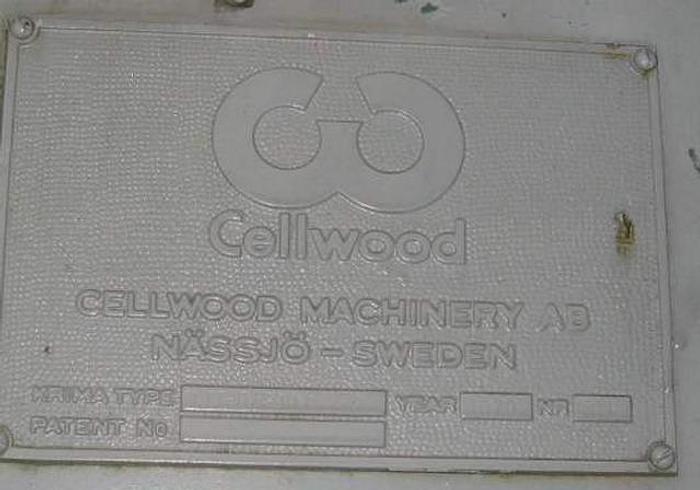 Cellwood
CELLWOOD MACHINERY AB
NÄSSJÖ - SWEDEN
KRIMA TYPE YEAR NR
PATENT No